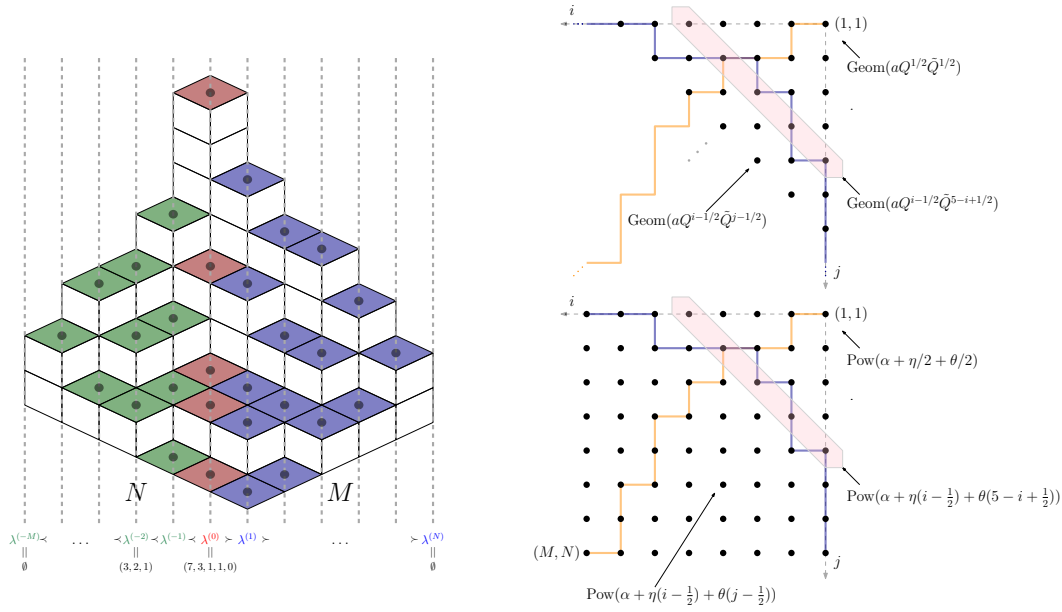 N M
λ^{(-M)} ≺ ... ≺ λ^{(-2)} ≺ λ^{(-1)} ≺ λ^{(0)} ≻ λ^{(1)} ≻ ... ≻ λ^{(N)}
|| || || ||
∅ (3, 2, 1) (7, 3, 1, 1, 0) ∅
i
(1, 1)
Geom(aQ^{1/2}Q̃^{1/2})
Geom(aQ^{i−1/2}Q̃^{5−i+1/2})
Geom(aQ^{i−1/2}Q̃^{j−1/2})
j
i
(1, 1)
Pow(α + η/2 + θ/2)
Pow(α + η(i − 1/2) + θ(5 − i + 1/2))
(M, N)
j
Pow(α + η(i − 1/2) + θ(j − 1/2))